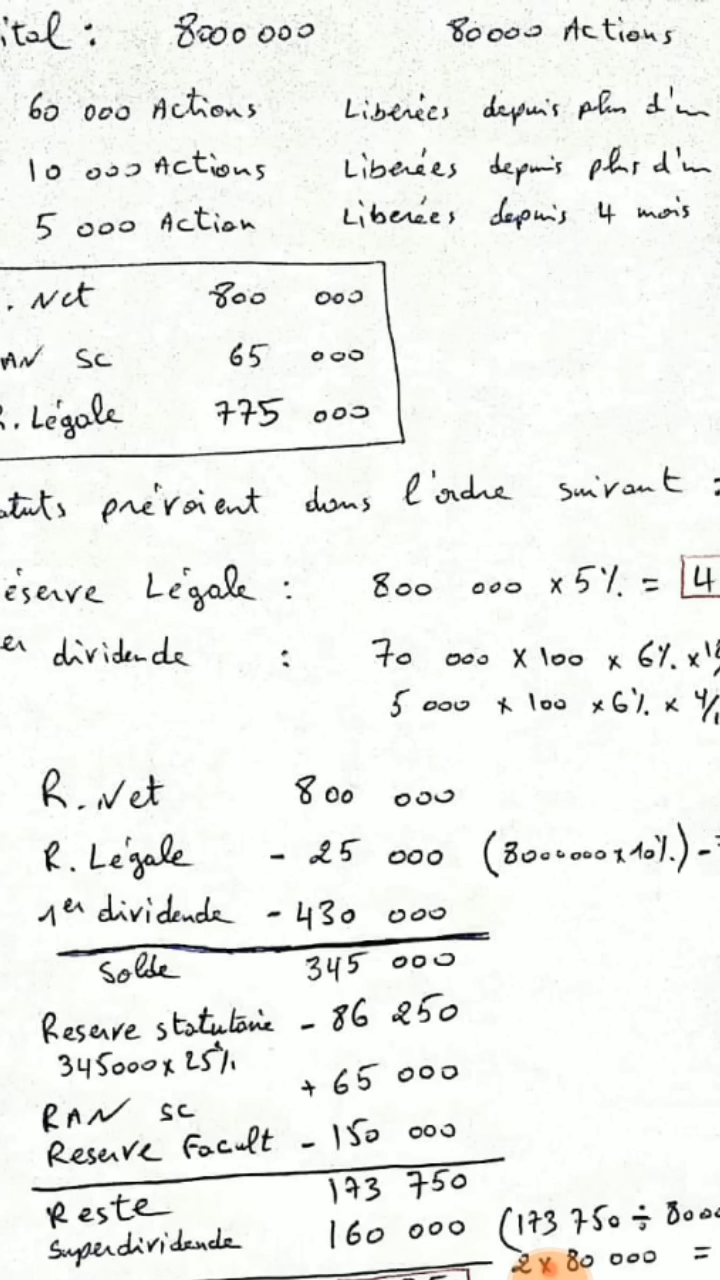 ital : 8000 000 80000 Actions
60 000 Actions Liberées depuis plus d'un
10 000 Actions Liberées depuis plus d'un
5 000 Action Liberées depuis 4 mois
. Net 800 000
AN SC 65 000
R. Légale 775 000
atuts prévoient dans l'ordre suivant :
éserve Légale : 800 000 x 5% = 4
er dividende : 70 000 x 100 x 6% x 12/
5 000 x 100 x 6% x 4/1
R. Net 800 000
R. Légale - 25 000 (8000000 x 10%) -
1er dividende - 430 000
Solde 345 000
Reserve statutaire - 86 250
345000 x 25%
+ 65 000
RAN SC
Reserve Facult - 150 000
Reste 173 750
Superdividende 160 000 (173 750 ÷ 8000
2 x 80 000 =